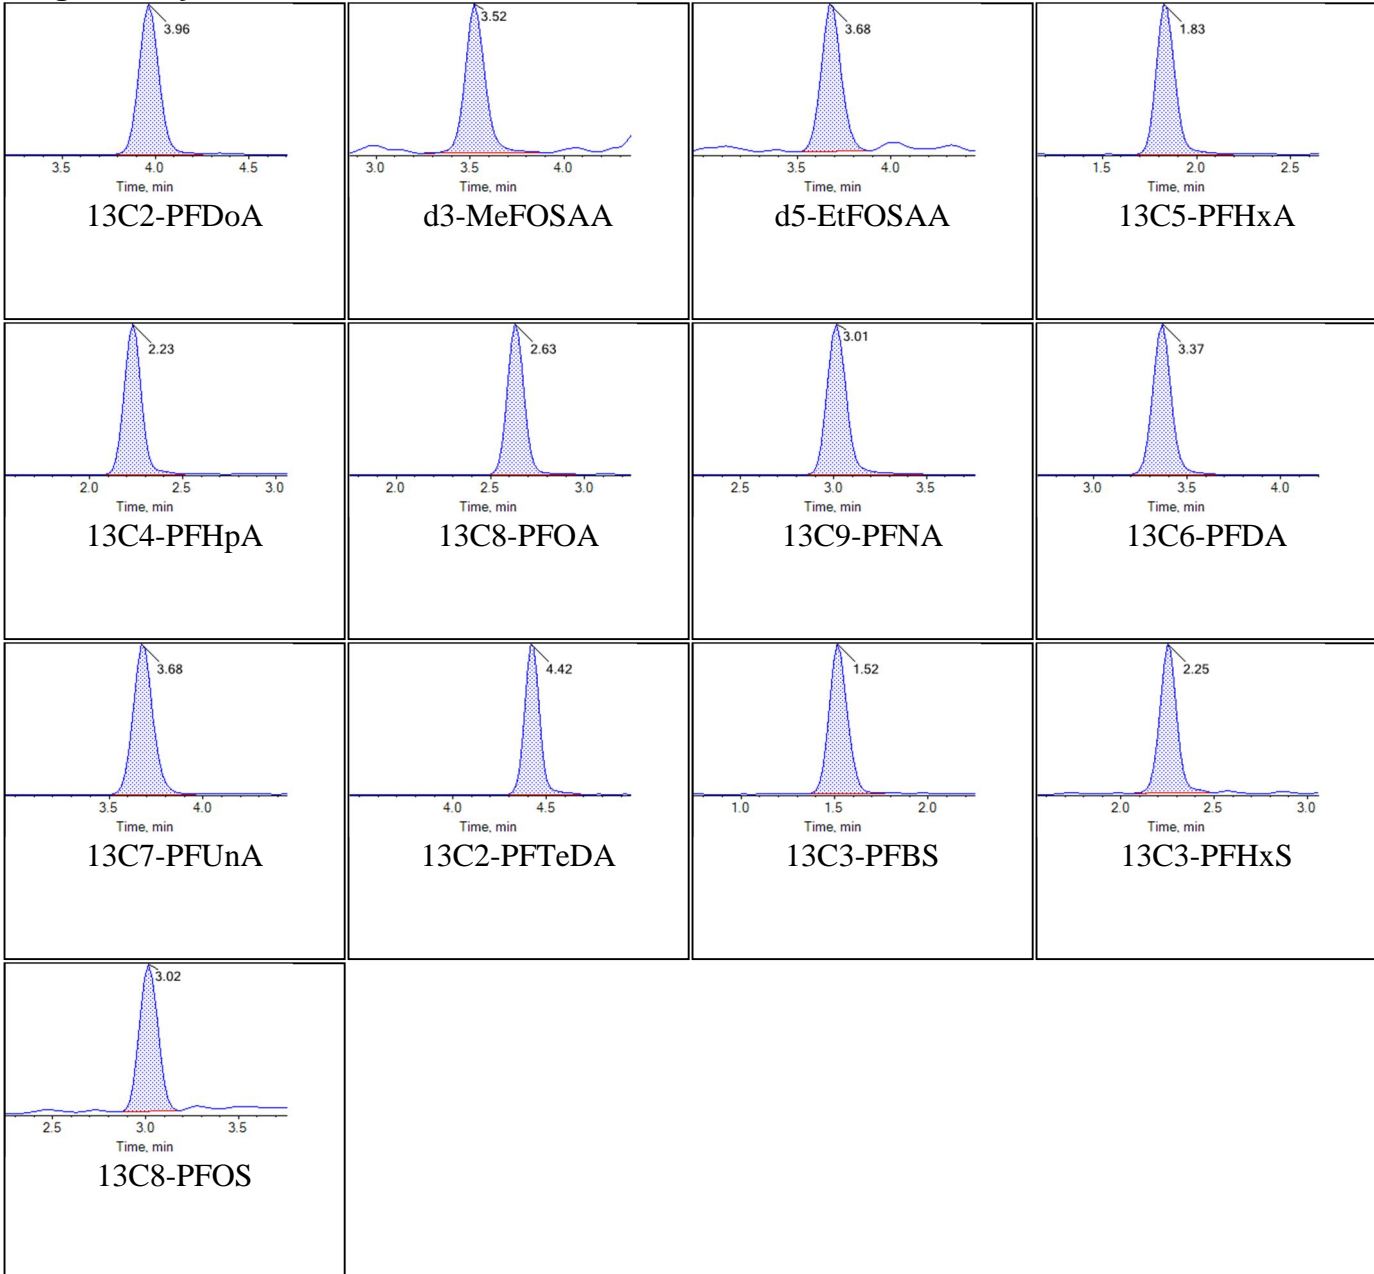 3.96
3.5 4.0 4.5
Time, min
13C2-PFDoA
3.52
3.0 3.5 4.0
Time, min
d3-MeFOSAA
3.68
3.5 4.0
Time, min
d5-EtFOSAA
1.83
1.5 2.0 2.5
Time, min
13C5-PFHxA
2.23
2.0 2.5 3.0
Time, min
13C4-PFHpA
2.63
2.0 2.5 3.0
Time, min
13C8-PFOA
3.01
2.5 3.0 3.5
Time, min
13C9-PFNA
3.37
3.0 3.5 4.0
Time, min
13C6-PFDA
3.68
3.5 4.0
Time, min
13C7-PFUnA
4.42
4.0 4.5
Time, min
13C2-PFTeDA
1.52
1.0 1.5 2.0
Time, min
13C3-PFBS
2.25
2.0 2.5 3.0
Time, min
13C3-PFHxS
3.02
2.5 3.0 3.5
Time, min
13C8-PFOS